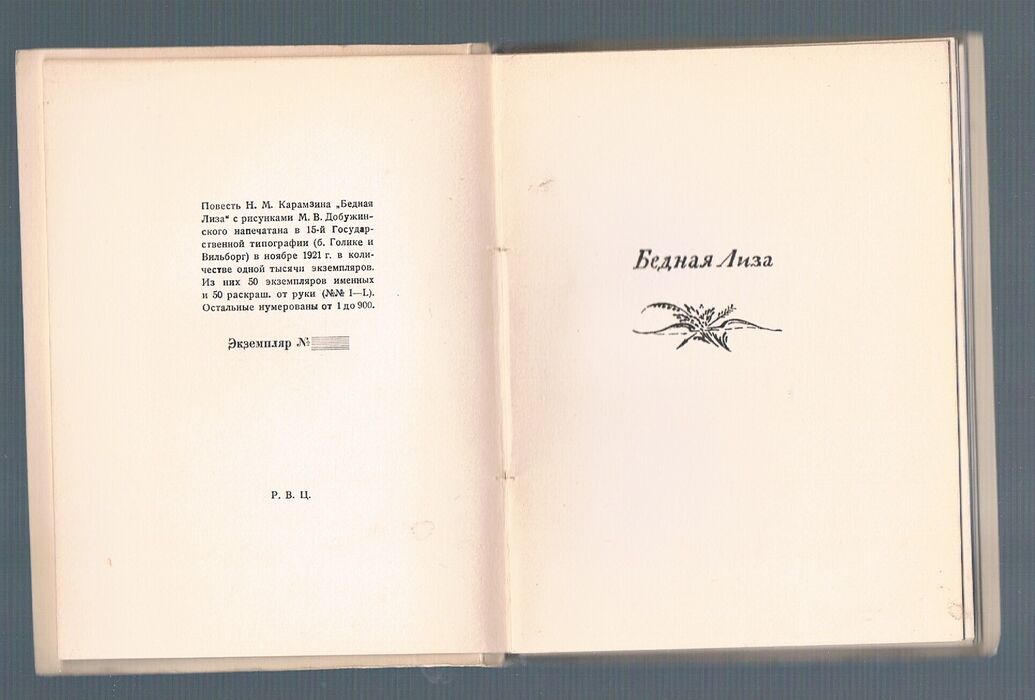 Повесть Н. М. Карамзина „Бедная
Лиза“ с рисунками М. В. Добужин-
ского напечатана в 15-й Государ-
ственной типографии (б. Голике и
Вильборг) в ноябре 1921 г. в коли-
честве одной тысячи экземпляров.
Из них 50 экземпляров именных
и 50 раскраш. от руки (№№ I—L).
Остальные нумерованы от 1 до 900.
Экземпляр №
Р. В. Ц.
Бедная Лиза